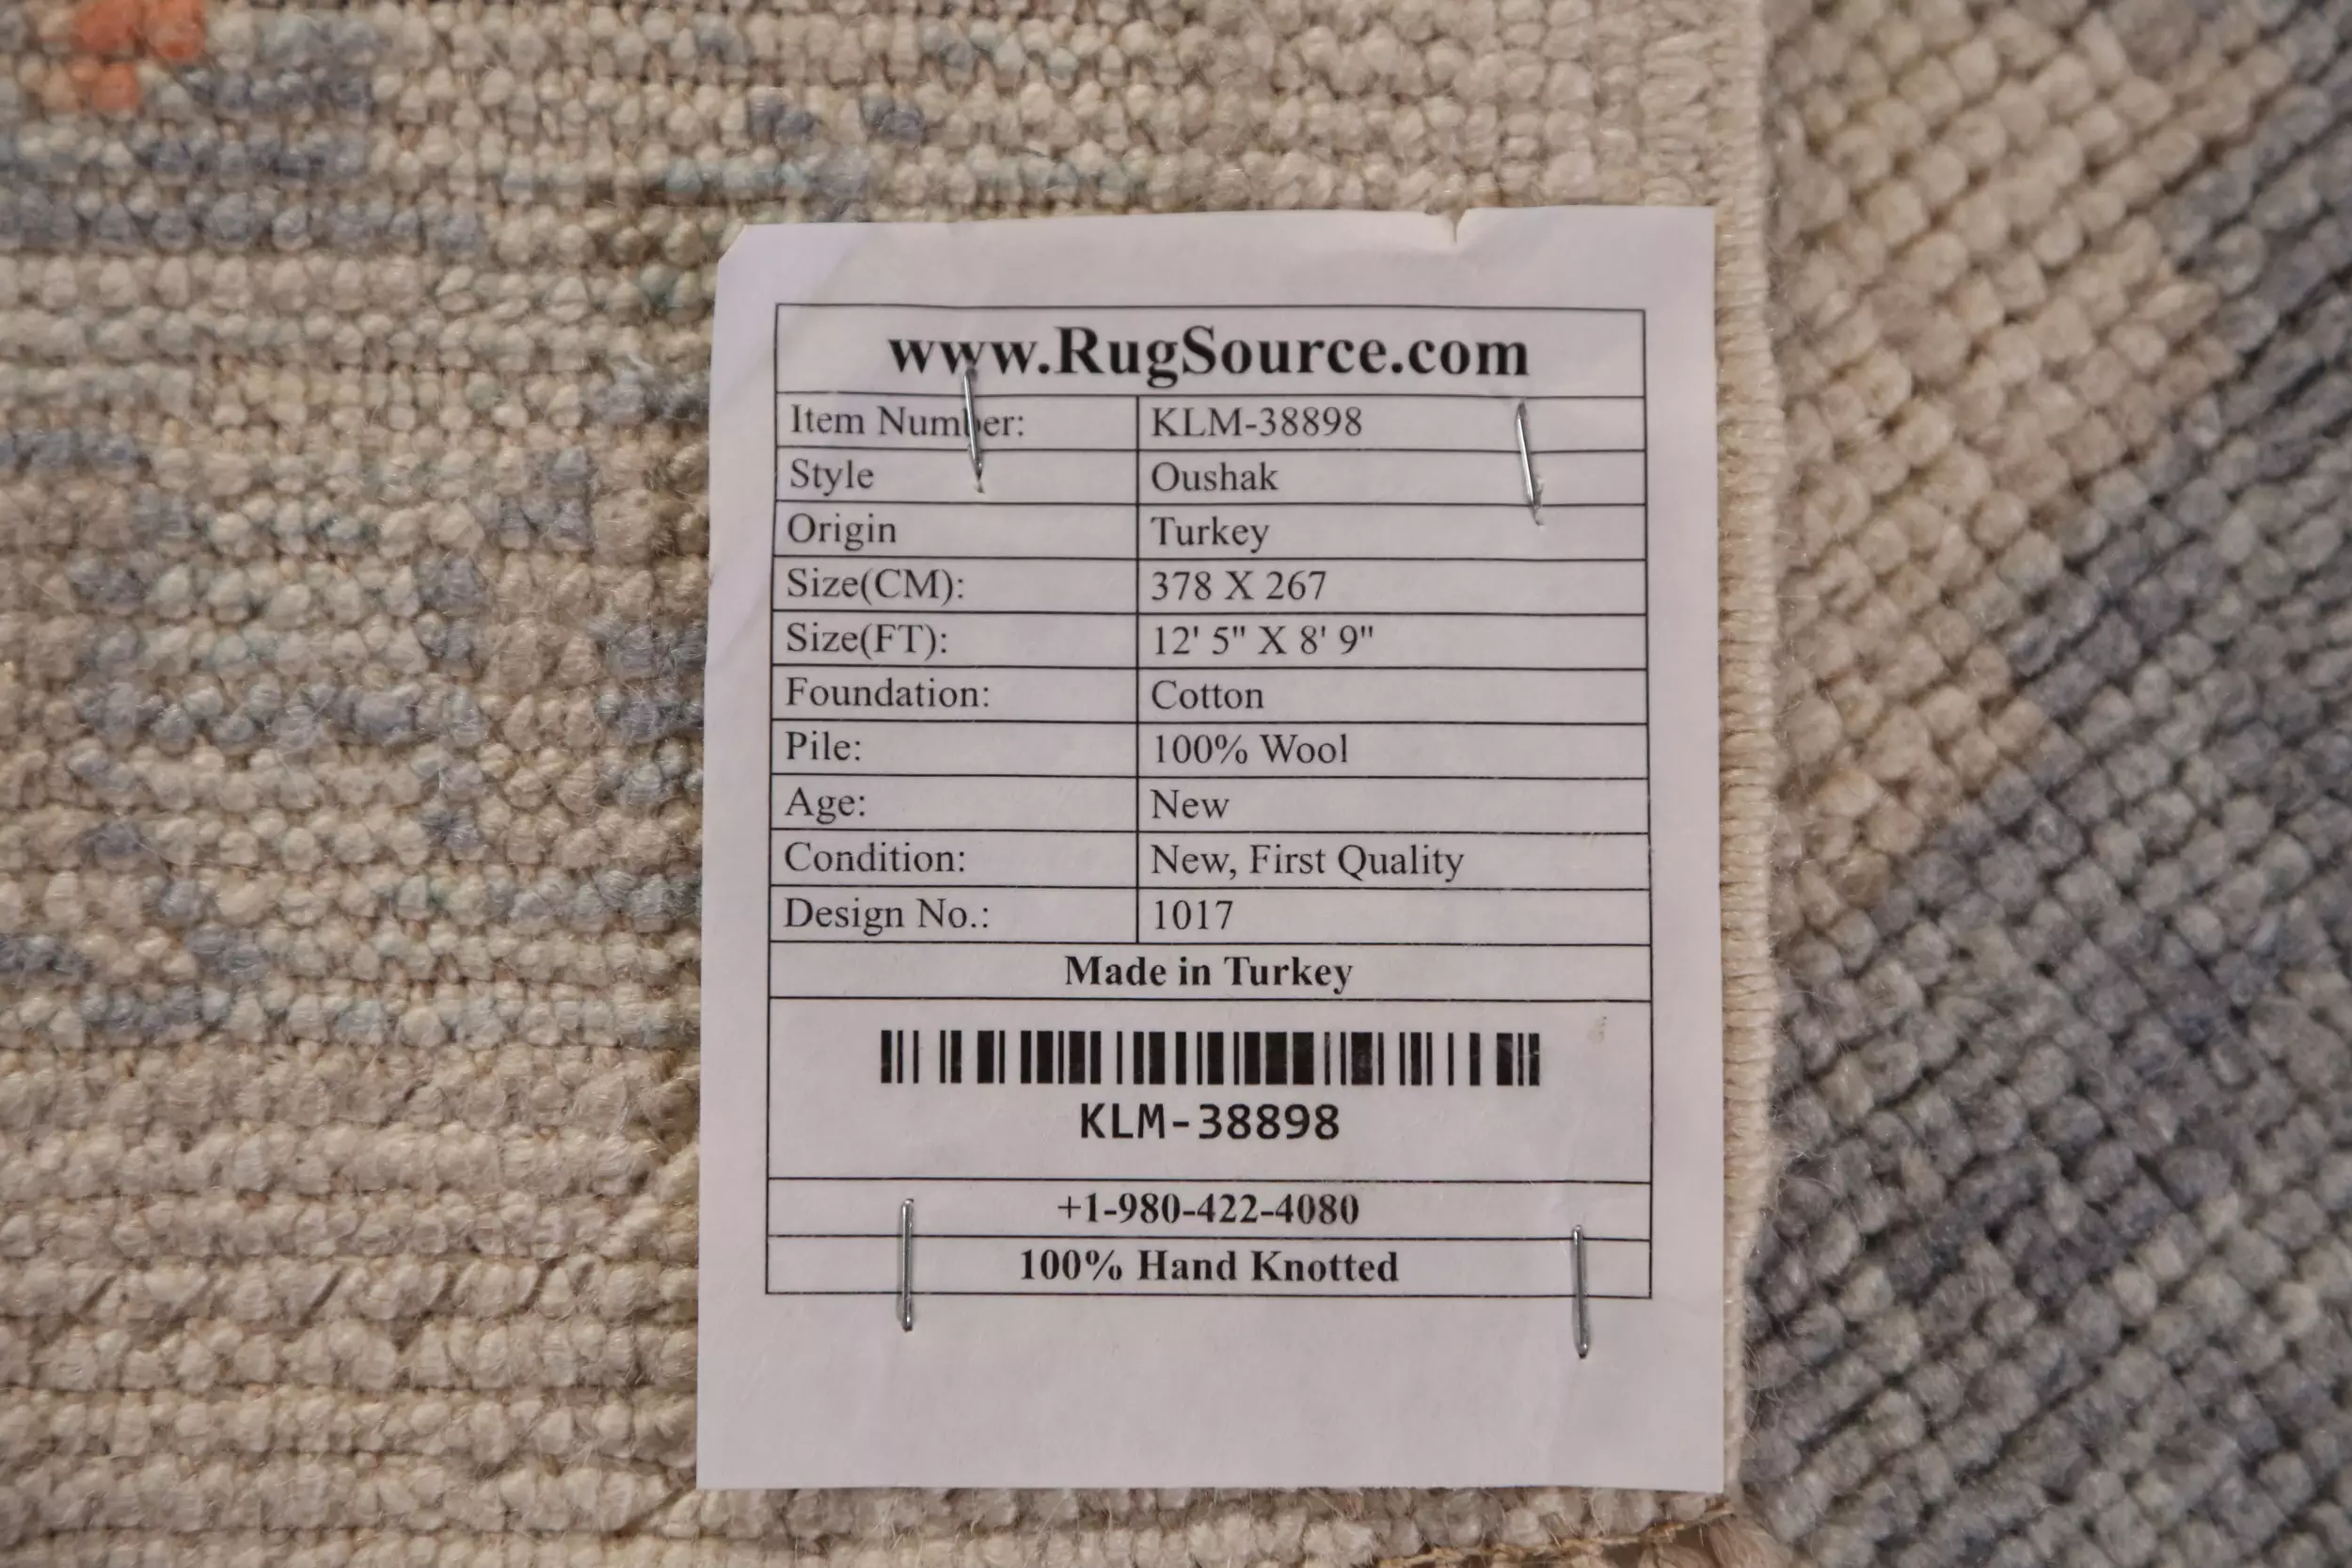 www.RugSource.com
Item Number: KLM-38898
Style Oushak
Origin Turkey
Size(CM): 378 X 267
Size(FT): 12' 5" X 8' 9"
Foundation: Cotton
Pile: 100% Wool
Age: New
Condition: New, First Quality
Design No.: 1017
Made in Turkey
KLM-38898
+1-980-422-4080
100% Hand Knotted